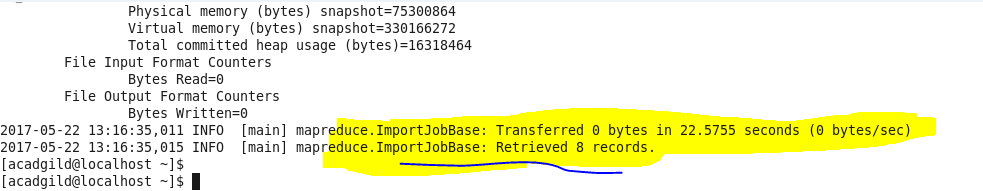 Physical memory (bytes) snapshot=75300864
Virtual memory (bytes) snapshot=330166272
Total committed heap usage (bytes)=16318464
File Input Format Counters
Bytes Read=0
File Output Format Counters
Bytes Written=0
2017-05-22 13:16:35,011 INFO  [main] mapreduce.ImportJobBase: Transferred 0 bytes in 22.5755 seconds (0 bytes/sec)
2017-05-22 13:16:35,015 INFO  [main] mapreduce.ImportJobBase: Retrieved 8 records.
[acadgild@localhost ~]$
[acadgild@localhost ~]$